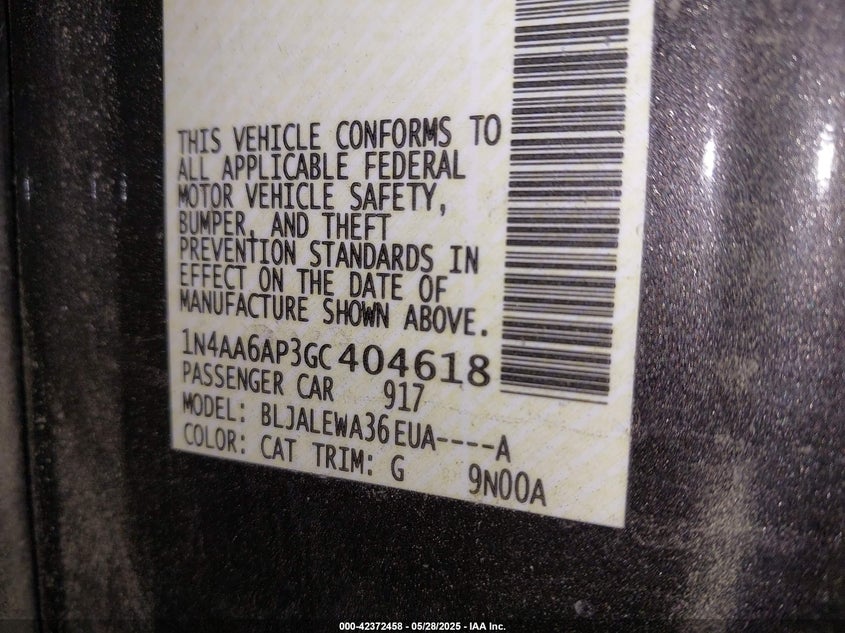 THIS VEHICLE CONFORMS TO
ALL APPLICABLE FEDERAL
MOTOR VEHICLE SAFETY,
BUMPER, AND THEFT
PREVENTION STANDARDS IN
EFFECT ON THE DATE OF
MANUFACTURE SHOWN ABOVE.
1N4AA6AP3GC404618
PASSENGER CAR 917
MODEL: BLJALEWA36EUA----A
COLOR: CAT TRIM: G 9N00A
000-42372458 - 05/28/2025 - IAA Inc.